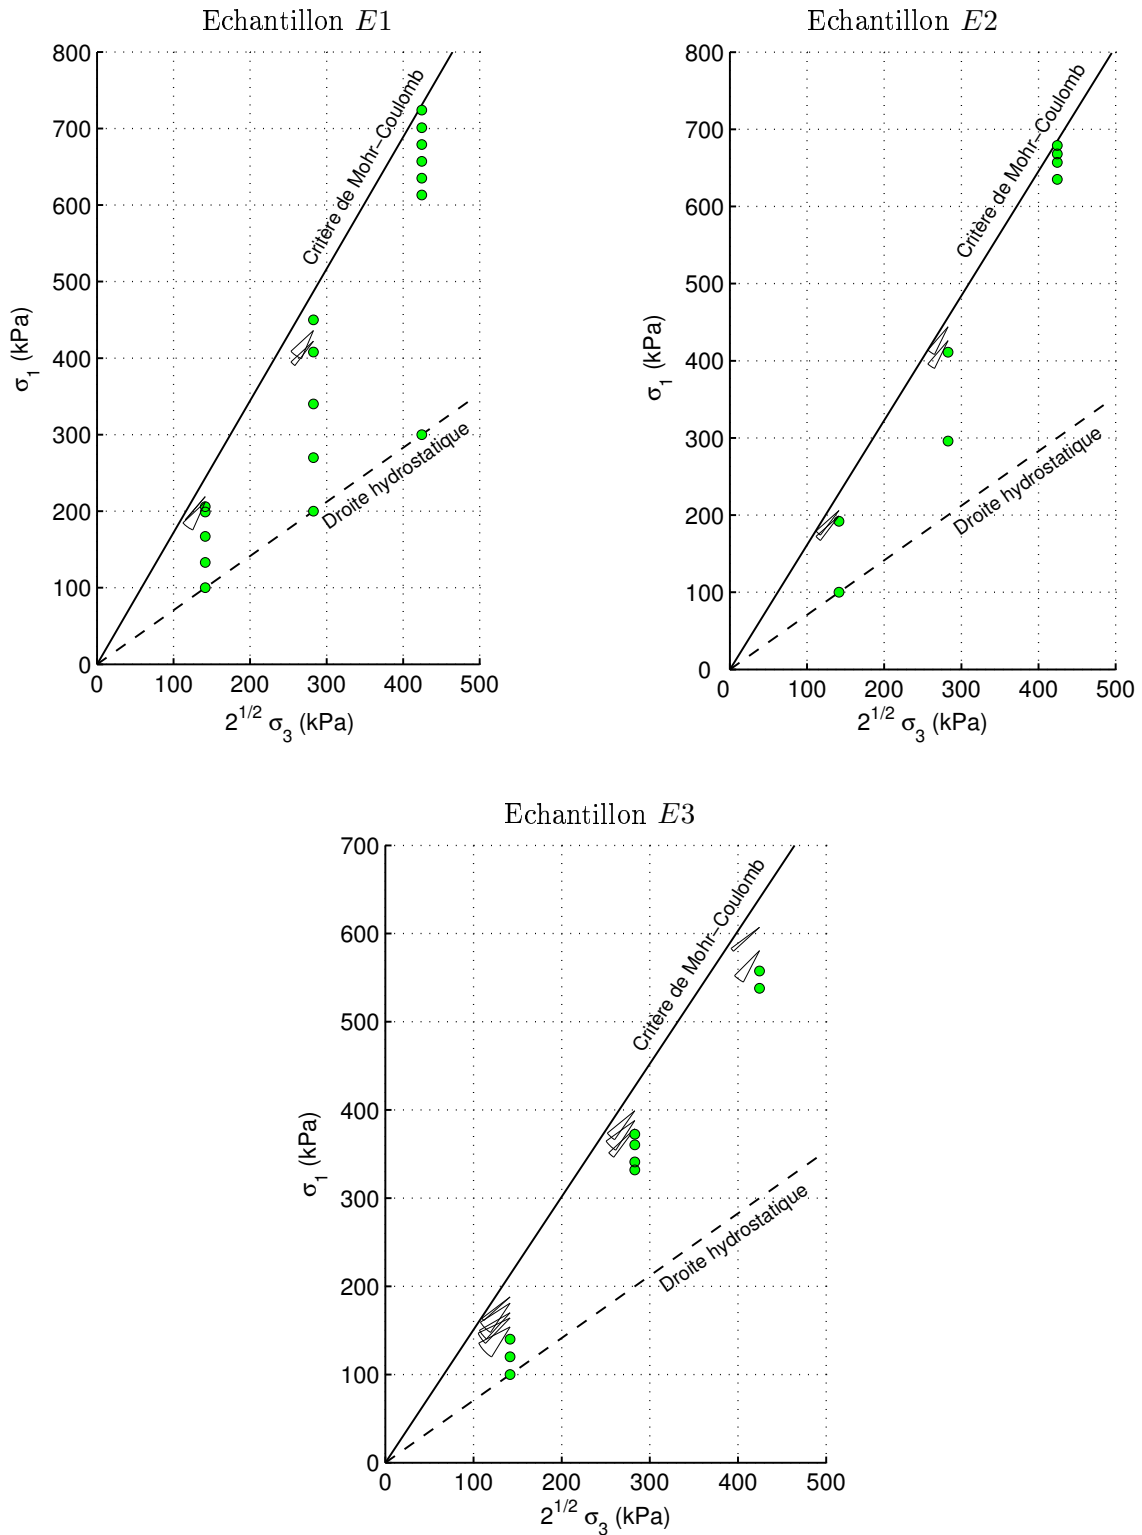 Echantillon E1
800
700
600
500
400
300
200
100
0
0 100 200 300 400 500
σ1 (kPa)
2^1/2 σ3 (kPa)
Critère de Mohr−Coulomb
Droite hydrostatique
Echantillon E2
800
700
600
500
400
300
200
100
0
0 100 200 300 400 500
σ1 (kPa)
2^1/2 σ3 (kPa)
Critère de Mohr−Coulomb
Droite hydrostatique
Echantillon E3
700
600
500
400
300
200
100
0
0 100 200 300 400 500
σ1 (kPa)
2^1/2 σ3 (kPa)
Critère de Mohr−Coulomb
Droite hydrostatique